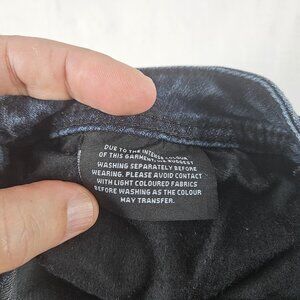 DUE TO THE INTENSE COLOUR
OF THIS GARMENT WE SUGGEST
WASHING SEPARATELY BEFORE
WEARING. PLEASE AVOID CONTACT
WITH LIGHT COLOURED FABRICS
BEFORE WASHING AS THE COLOUR
MAY TRANSFER.